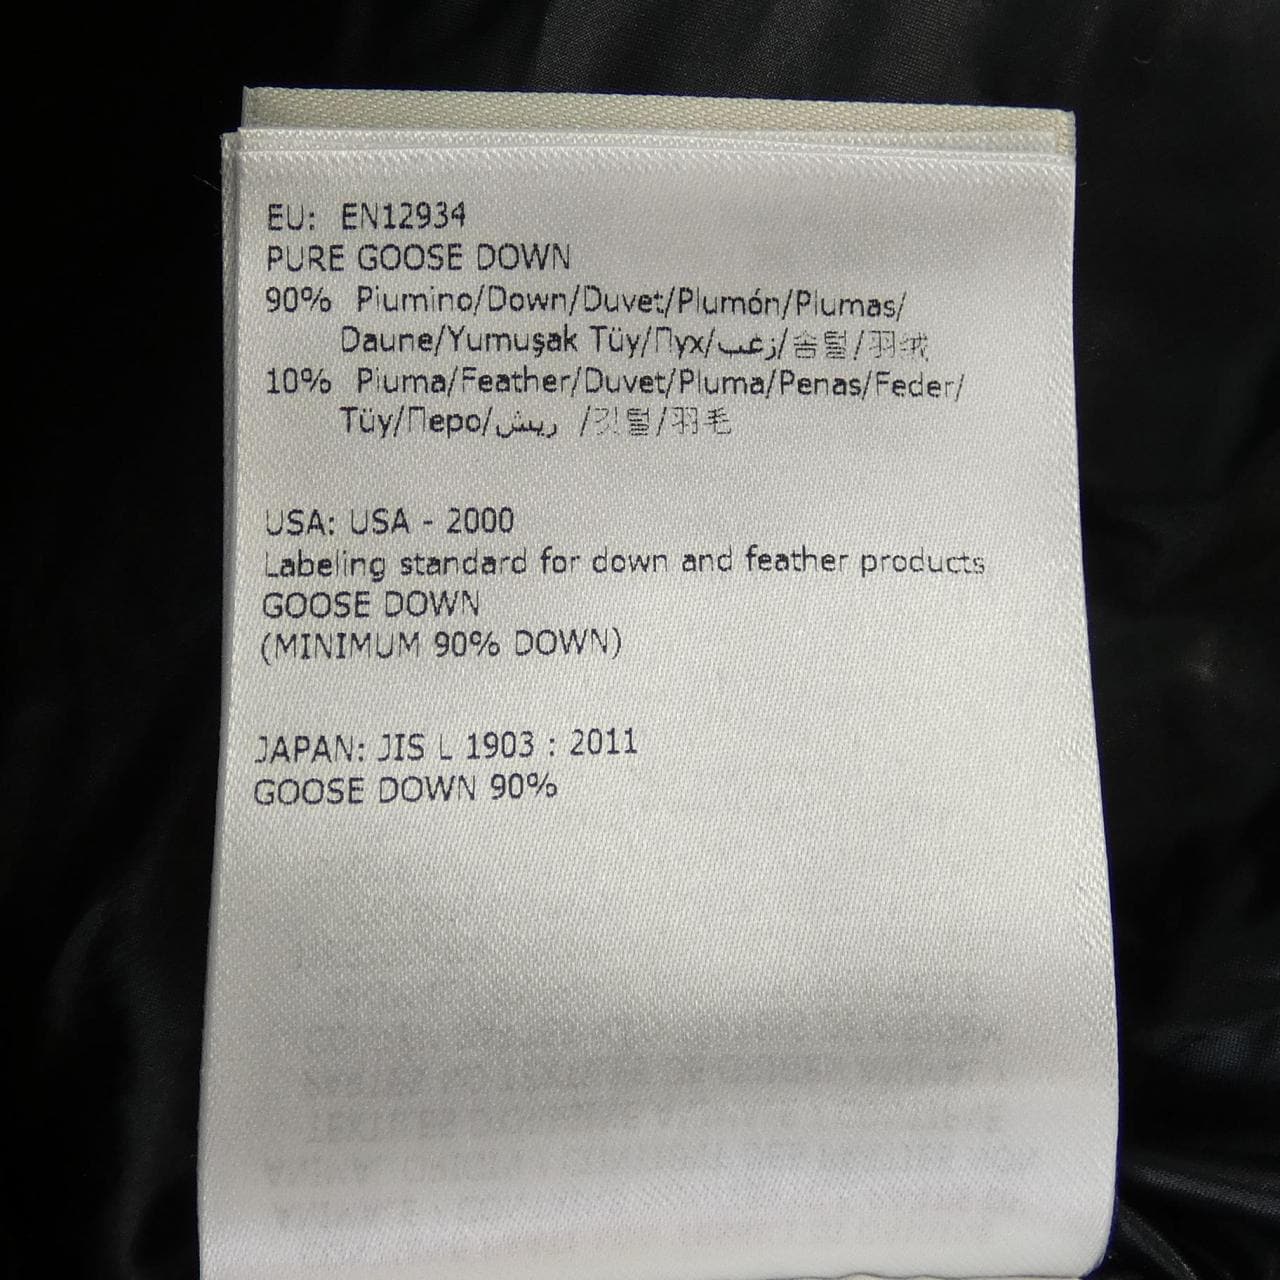 EU: EN12934
PURE GOOSE DOWN
90% Piumino/Down/Duvet/Plumón/Plumas/
Daune/Yumuşak Tüy/Пух/زغب/솜털/羽绒
10% Piuma/Feather/Duvet/Pluma/Penas/Feder/
Tüy/Перо/ريش /깃털/羽毛
USA: USA - 2000
Labeling standard for down and feather products
GOOSE DOWN
(MINIMUM 90% DOWN)
JAPAN: JIS L 1903 : 2011
GOOSE DOWN 90%